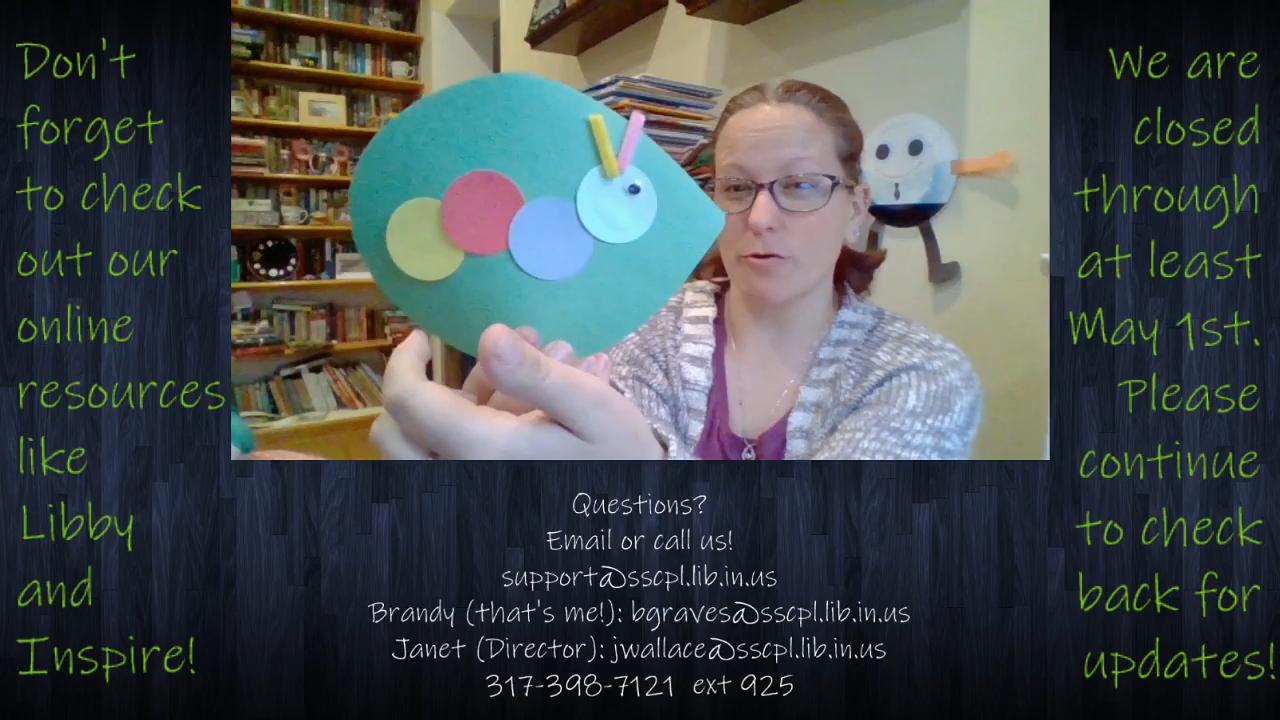 Don't
forget
to check
out our
online
resources
like
Libby
and
Inspire!
We are
closed
through
at least
May 1st.
Please
continue
to check
back for
updates!
Questions?
Email or call us!
support@sscpl.lib.in.us
Brandy (that's me!): bgraves@sscpl.lib.in.us
Janet (Director): jwallace@sscpl.lib.in.us
317-398-7121 ext 925